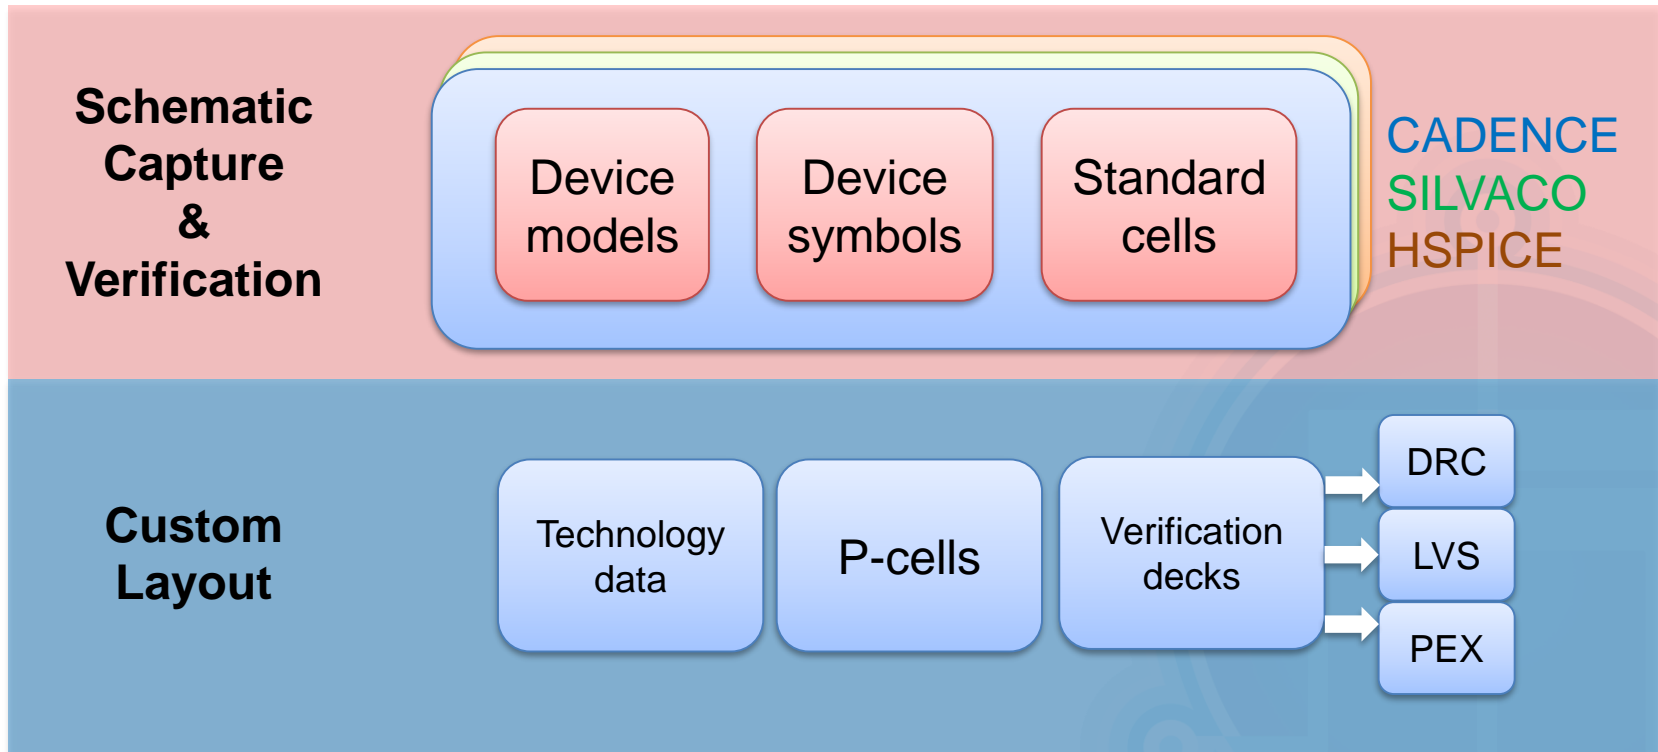 Schematic
Capture
&
Verification
Device
models
Device
symbols
Standard
cells
CADENCE
SILVACO
HSPICE
Custom
Layout
Technology
data
P-cells
Verification
decks
DRC
LVS
PEX